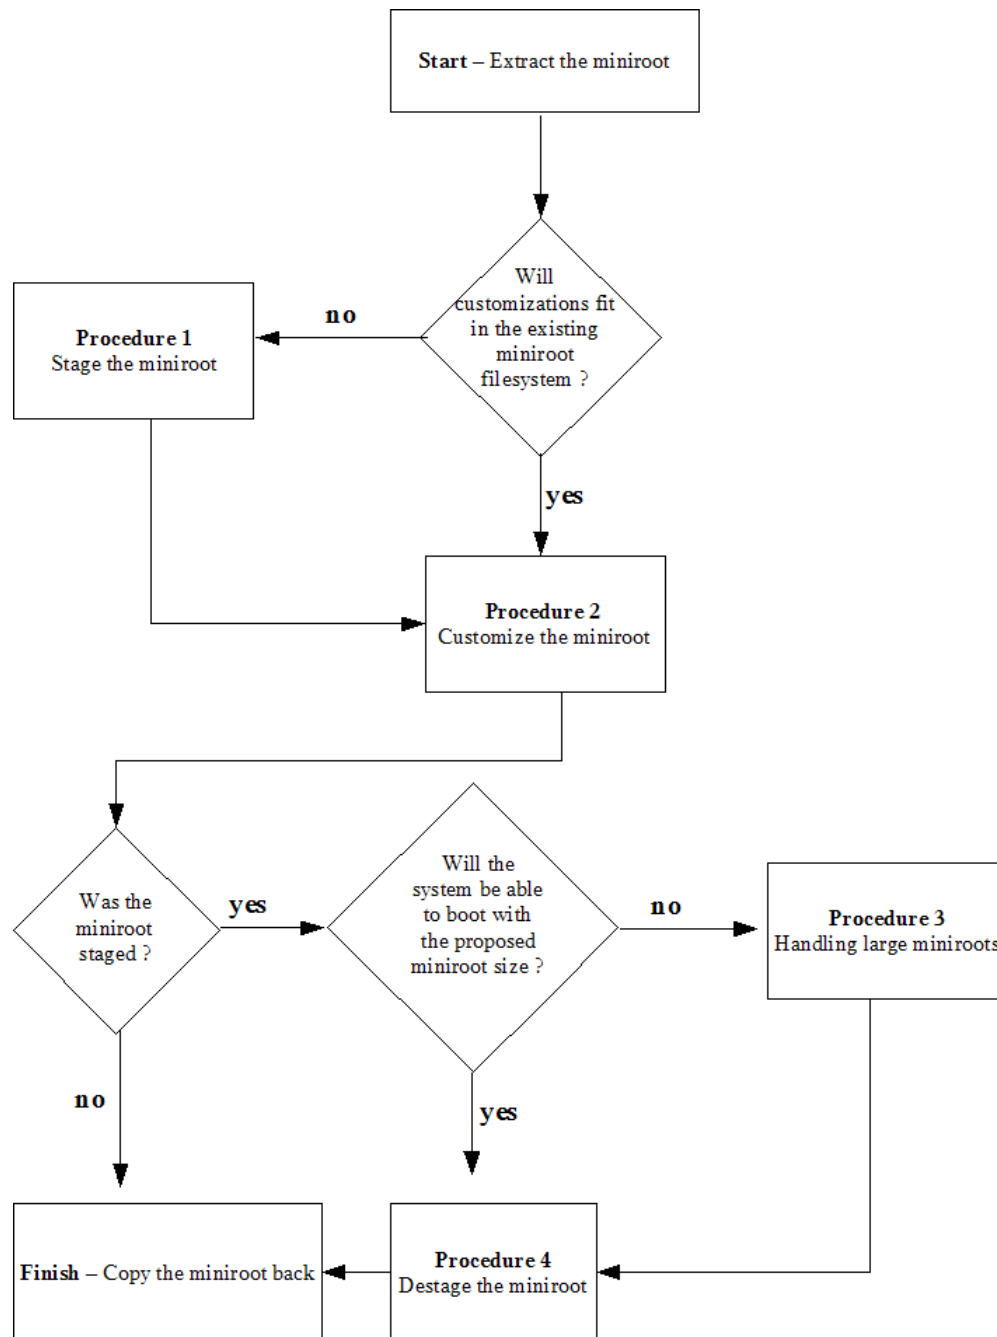 Start – Extract the miniroot
Will
customizations fit
in the existing
miniroot
filesystem ?
no
Procedure 1
Stage the miniroot
yes
Procedure 2
Customize the miniroot
Was the
miniroot
staged ?
yes
Will the
system be able
to boot with
the proposed
miniroot size ?
no
Procedure 3
Handling large miniroots
no
yes
Finish – Copy the miniroot back
Procedure 4
Destage the miniroot